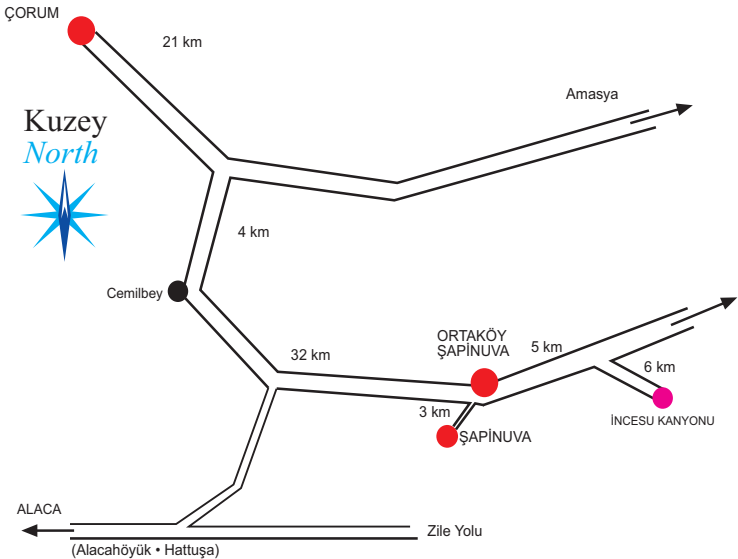 ÇORUM
21 km
Amasya
Kuzey
North
4 km
Cemilbey
32 km
ORTAKÖY
ŞAPİNUVA
5 km
6 km
3 km
ŞAPİNUVA
İNCESU KANYONU
ALACA
Zile Yolu
(Alacahöyük • Hattuşa)